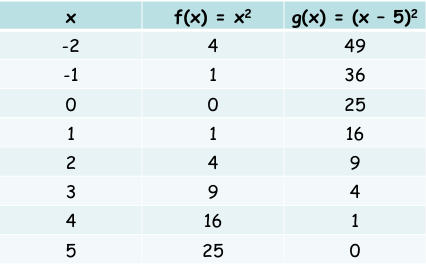 x f(x) = x² g(x) = (x – 5)²
-2 4 49
-1 1 36
0 0 25
1 1 16
2 4 9
3 9 4
4 16 1
5 25 0